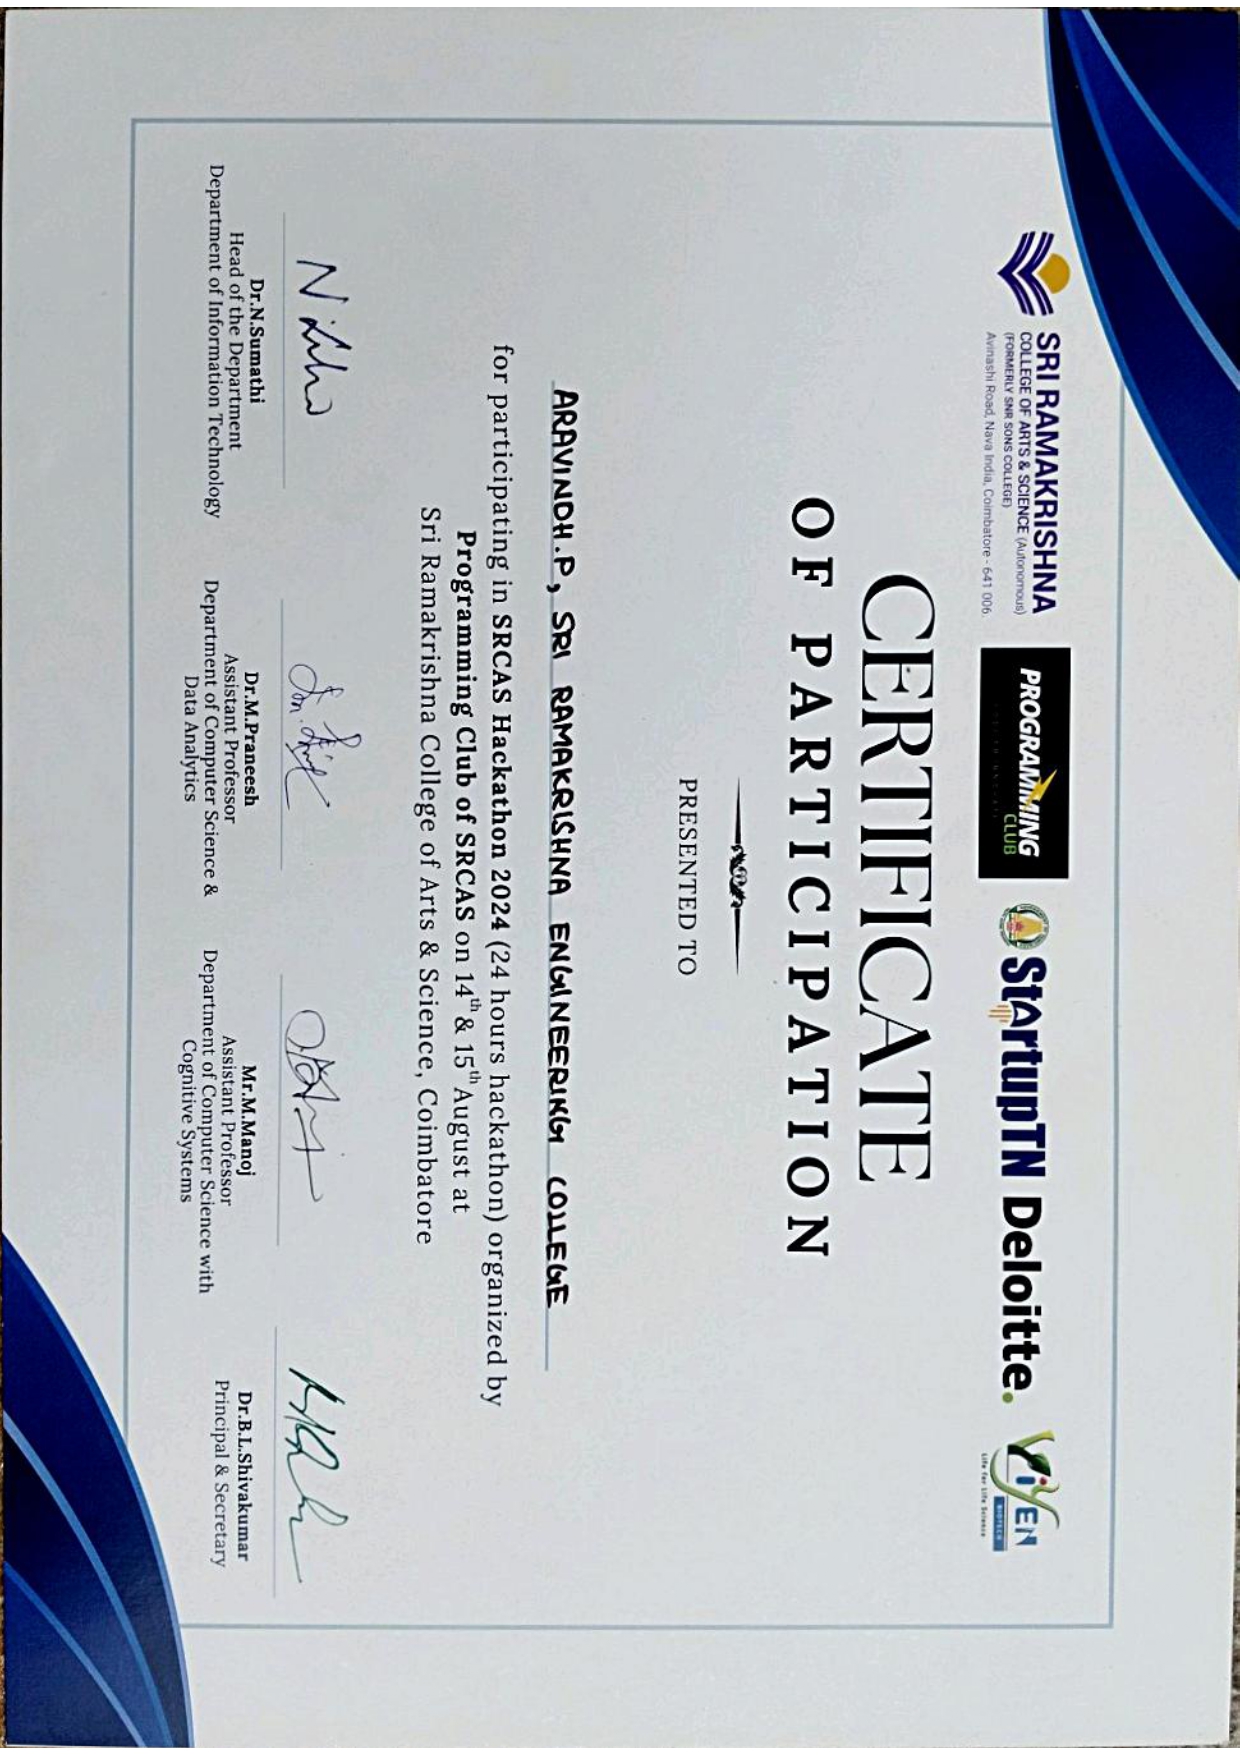 SRI RAMAKRISHNA
COLLEGE OF ARTS & SCIENCE (Autonomous)
(FORMERLY SNR SONS COLLEGE)
Avinashi Road, Nava India, Coimbatore - 641 006.
PROGRAMMING
CLUB
StartupTN
Deloitte.
ViYEN
BIOTECH
Life for Life Science
CERTIFICATE
OF PARTICIPATION
PRESENTED TO
ARAVINDH.P, SRI RAMAKRISHNA ENGINEERING COLLEGE
for participating in SRCAS Hackathon 2024 (24 hours hackathon) organized by
Programming Club of SRCAS on 14th & 15th August at
Sri Ramakrishna College of Arts & Science, Coimbatore
Dr.N.Sumathi
Head of the Department
Department of Information Technology
Dr.M.Praneesh
Assistant Professor
Department of Computer Science &
Data Analytics
Mr.M.Manoj
Assistant Professor
Department of Computer Science with
Cognitive Systems
Dr.B.L.Shivakumar
Principal & Secretary